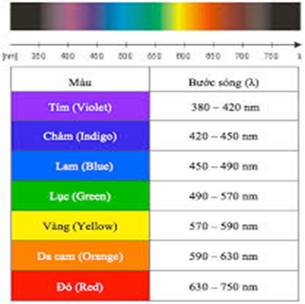 [nm] 350 400 450 500 550 600 650 700 750 λ
Màu Bước sóng (λ)
Tím (Violet) 380 – 420 nm
Chàm (Indigo) 420 – 450 nm
Lam (Blue) 450 – 490 nm
Lục (Green) 490 – 570 nm
Vàng (Yellow) 570 – 590 nm
Da cam (Orange) 590 – 630 nm
Đỏ (Red) 630 – 750 nm